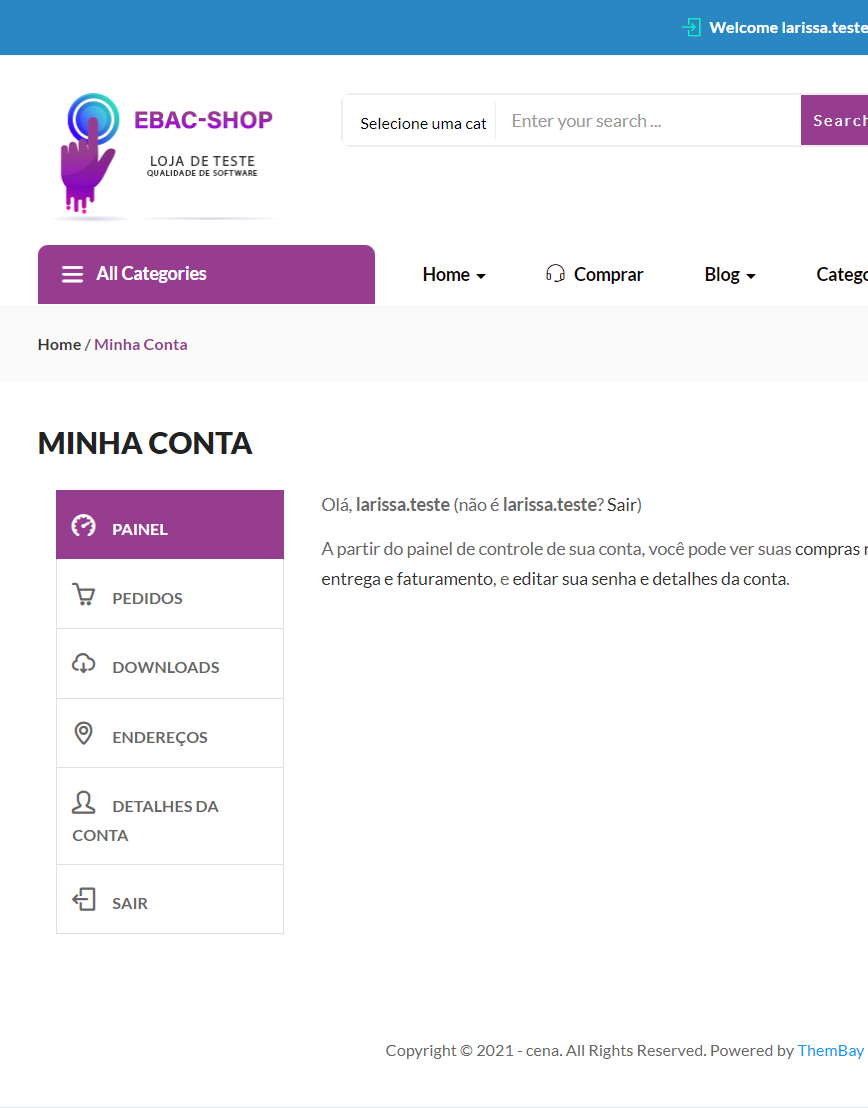 Welcome larissa.teste
EBAC-SHOP
LOJA DE TESTE
QUALIDADE DE SOFTWARE
Selecione uma cat
Enter your search ...
Search
All Categories
Home
Comprar
Blog
Catego
Home / Minha Conta
MINHA CONTA
PAINEL
PEDIDOS
DOWNLOADS
ENDEREÇOS
DETALHES DA
CONTA
SAIR
Olá, larissa.teste (não é larissa.teste? Sair)
A partir do painel de controle de sua conta, você pode ver suas compras
entrega e faturamento, e editar sua senha e detalhes da conta.
Copyright © 2021 - cena. All Rights Reserved. Powered by ThemBay